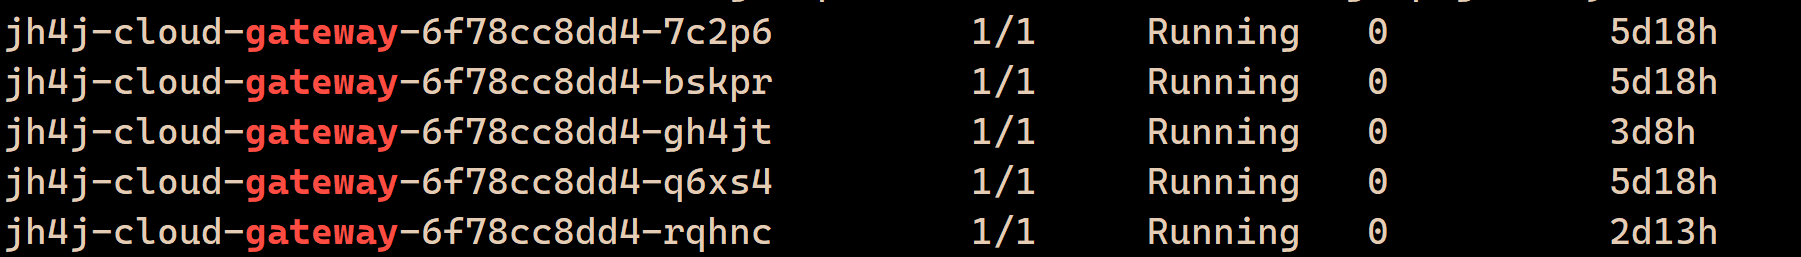 jh4j-cloud-gateway-6f78cc8dd4-7c2p6 1/1 Running 0 5d18h
jh4j-cloud-gateway-6f78cc8dd4-bskpr 1/1 Running 0 5d18h
jh4j-cloud-gateway-6f78cc8dd4-gh4jt 1/1 Running 0 3d8h
jh4j-cloud-gateway-6f78cc8dd4-q6xs4 1/1 Running 0 5d18h
jh4j-cloud-gateway-6f78cc8dd4-rqhnc 1/1 Running 0 2d13h